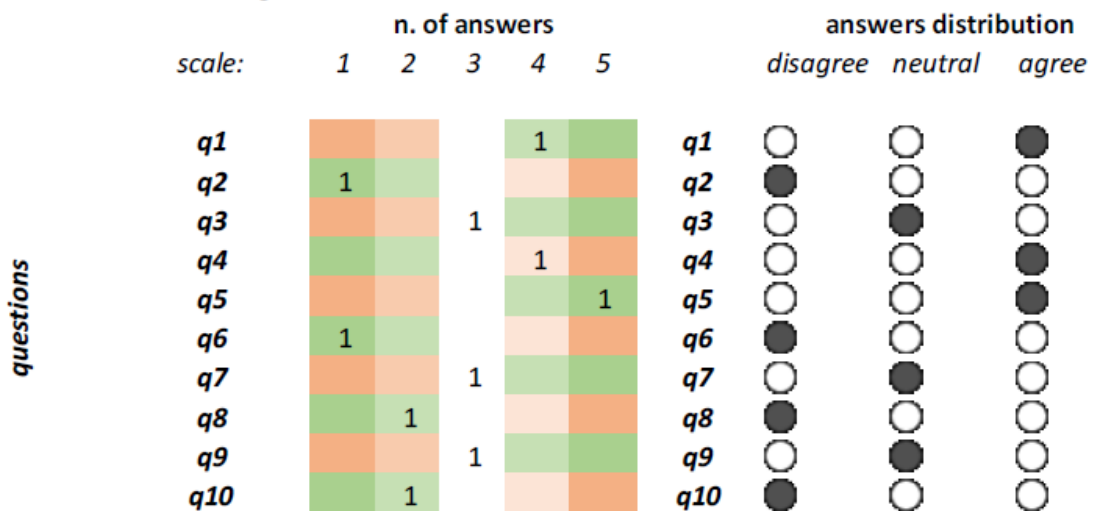 n. of answers answers distribution
scale: 1 2 3 4 5 disagree neutral agree
q1 1 q1
q2 1 q2
q3 1 q3
q4 1 q4
q5 1 q5
q6 1 q6
q7 1 q7
q8 1 q8
q9 1 q9
q10 1 q10
questions